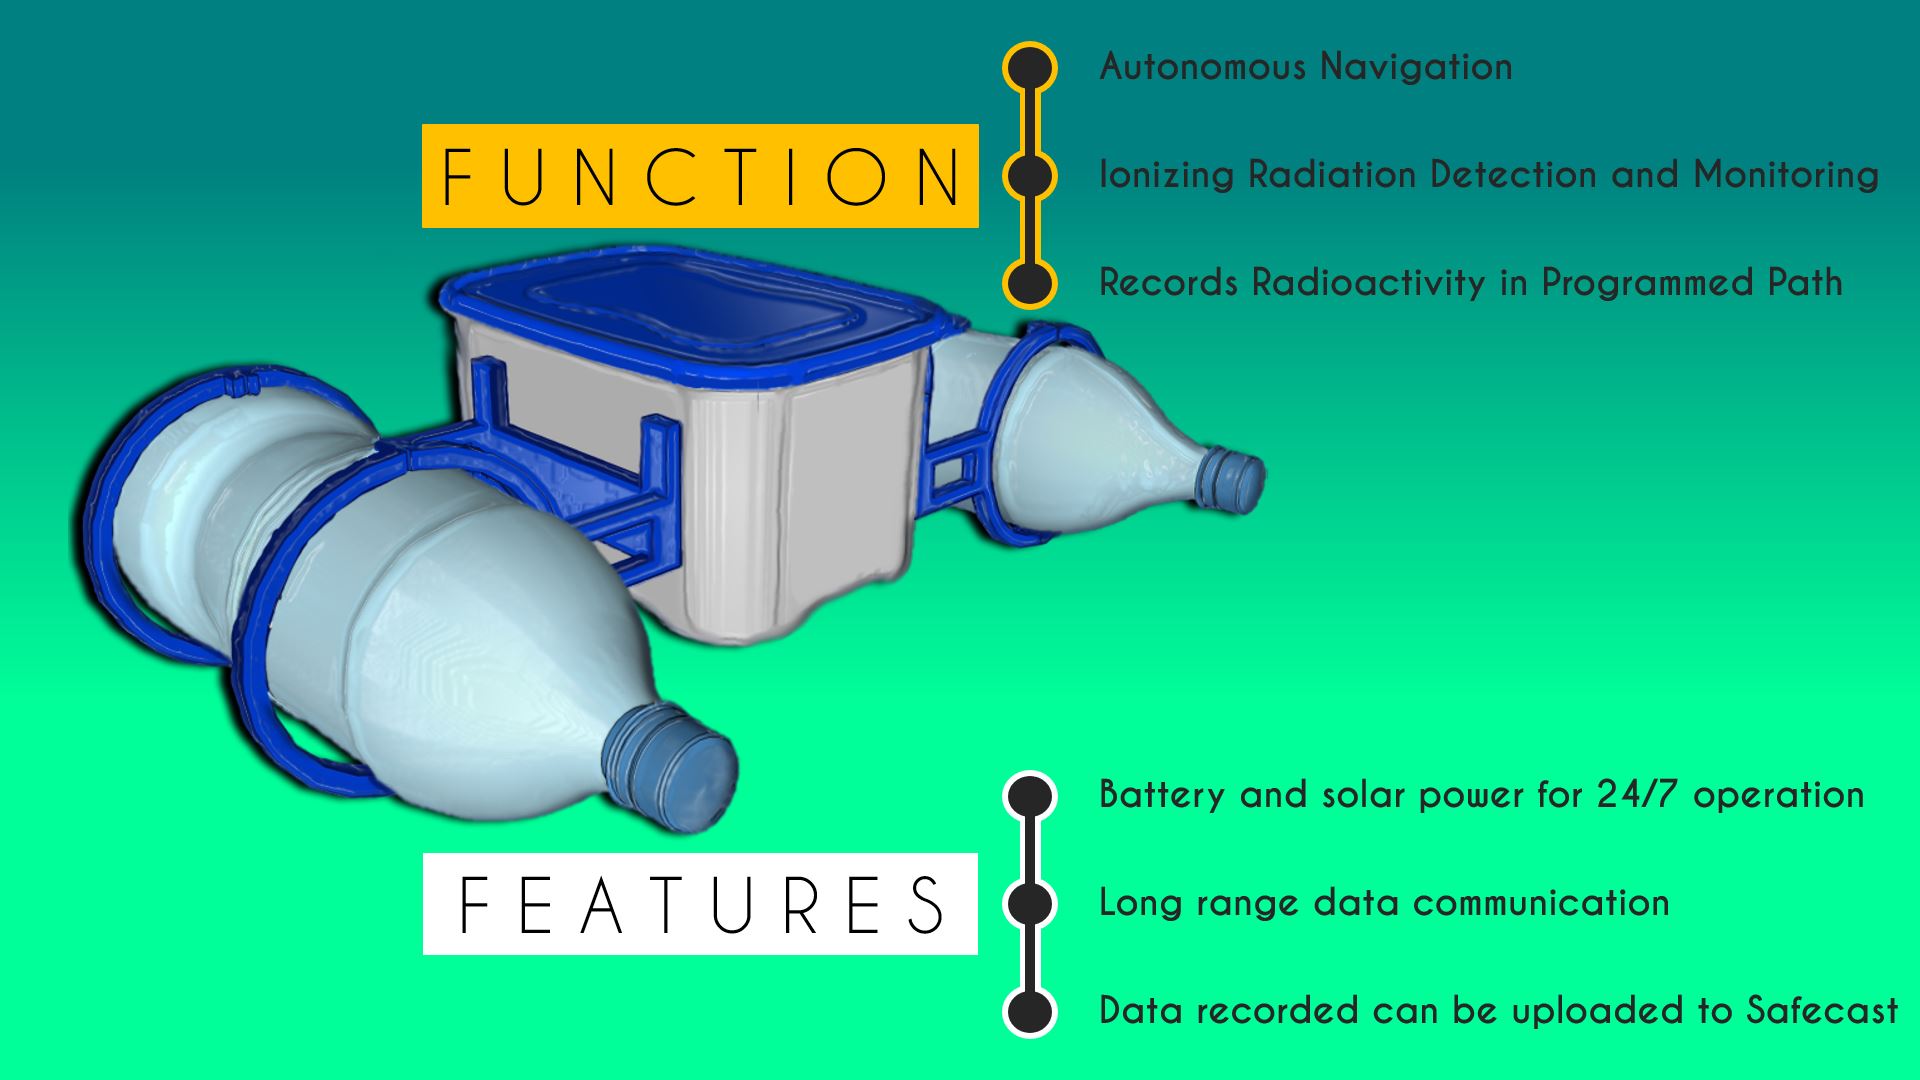 FUNCTION
Autonomous Navigation
Ionizing Radiation Detection and Monitoring
Records Radioactivity in Programmed Path
FEATURES
Battery and solar power for 24/7 operation
Long range data communication
Data recorded can be uploaded to Safecast